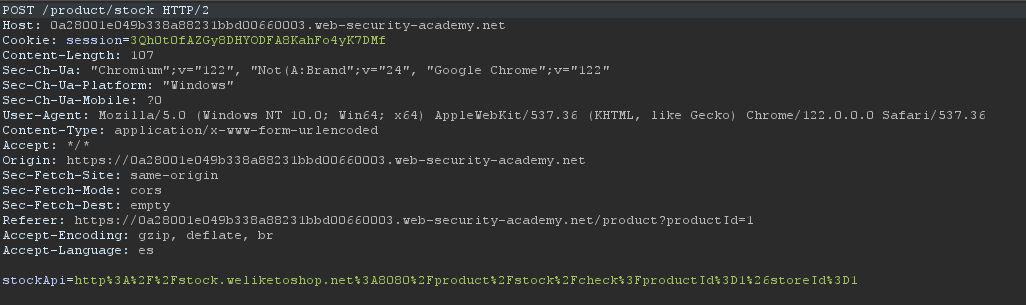 POST /product/stock HTTP/2
Host: 0a28001e049b338a88231bbd00660003.web-security-academy.net
Cookie: session=3QhOtOfAZGy8DHYODFA8KahFo4yK7DMf
Content-Length: 107
Sec-Ch-Ua: "Chromium";v="122", "Not(A:Brand";v="24", "Google Chrome";v="122"
Sec-Ch-Ua-Platform: "Windows"
Sec-Ch-Ua-Mobile: ?0
User-Agent: Mozilla/5.0 (Windows NT 10.0; Win64; x64) AppleWebKit/537.36 (KHTML, like Gecko) Chrome/122.0.0.0 Safari/537.36
Content-Type: application/x-www-form-urlencoded
Accept: */*
Origin: https://0a28001e049b338a88231bbd00660003.web-security-academy.net
Sec-Fetch-Site: same-origin
Sec-Fetch-Mode: cors
Sec-Fetch-Dest: empty
Referer: https://0a28001e049b338a88231bbd00660003.web-security-academy.net/product?productId=1
Accept-Encoding: gzip, deflate, br
Accept-Language: es
stockApi=http%3A%2F%2Fstock.weliketoshop.net%3A8080%2Fproduct%2Fstock%2Fcheck%3FproductId%3D1%26storeId%3D1